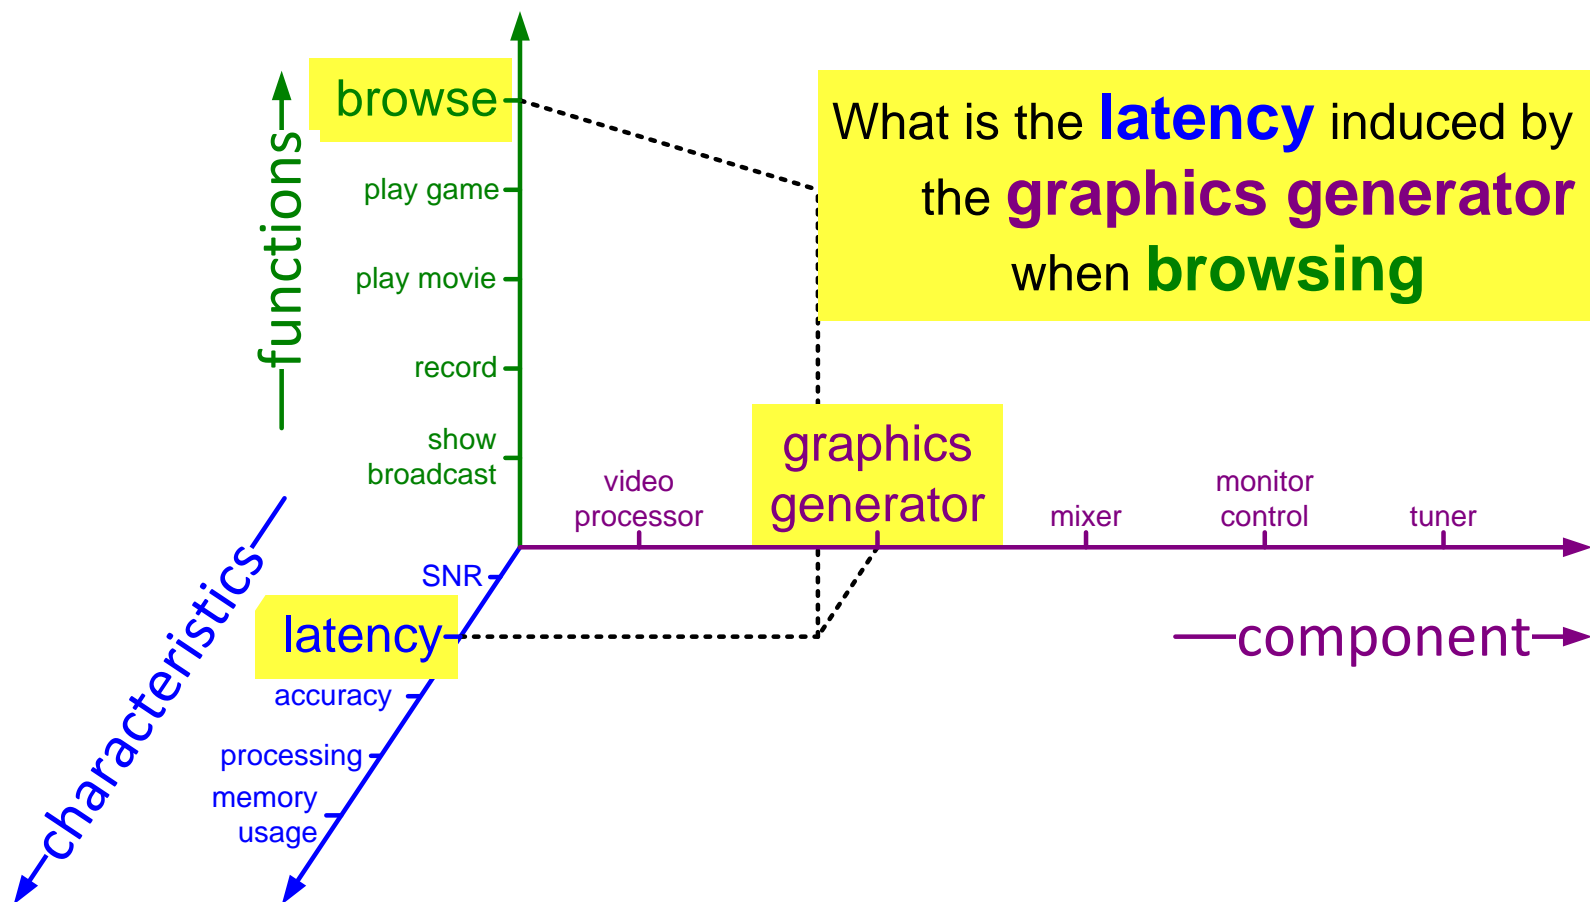 browse
What is the latency induced by
the graphics generator
when browsing
functions
play game
play movie
record
show
broadcast
graphics
generator
video
processor
mixer
monitor
control
tuner
characteristics
SNR
latency
component
accuracy
processing
memory
usage